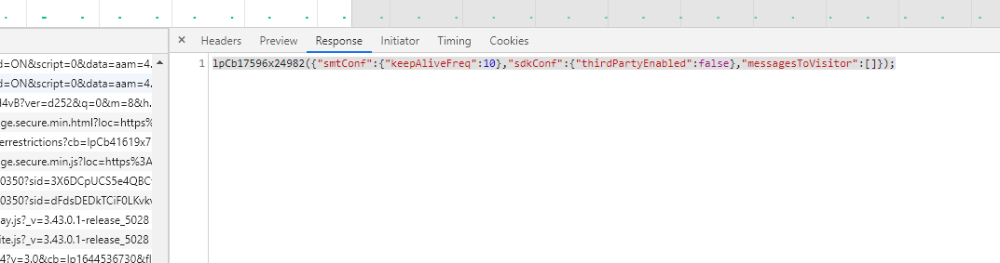 × Headers Preview Response Initiator Timing Cookies
d=ON&script=0&data=aam=4.
1 lpCb17596x24982({"smtConf":{"keepAliveFreq":10},"sdkConf":{"thirdPartyEnabled":false},"messagesToVisitor":[]});
d=ON&script=0&data=aam=4.
l4vB?ver=d252&q=0&m=8&h.
ge.secure.min.html?loc=https%
errestrictions?cb=lpCb41619x7
ge.secure.min.js?loc=https%3A
0350?sid=3X6DCpUCS5e4QBC
0350?sid=dFdsDEDkTCiF0LKvkv
ay.js?_v=3.43.0.1-release_5028
ite.js?_v=3.43.0.1-release_5028
4?v=3.0&cb=lp1644536730&fl